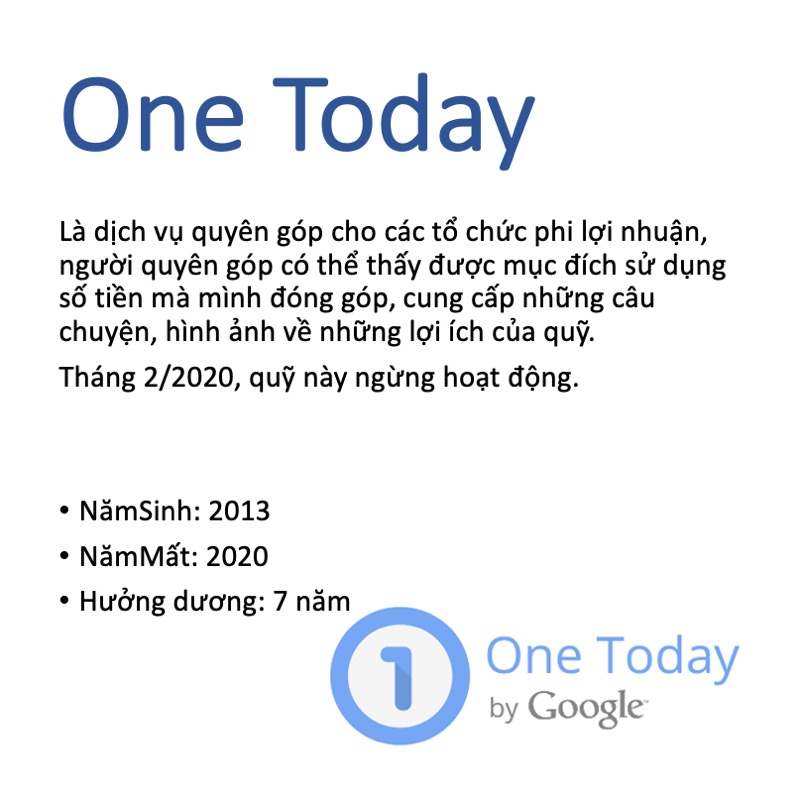 One Today
Là dịch vụ quyên góp cho các tổ chức phi lợi nhuận,
người quyên góp có thể thấy được mục đích sử dụng
số tiền mà mình đóng góp, cung cấp những câu
chuyện, hình ảnh về những lợi ích của quỹ.
Tháng 2/2020, quỹ này ngừng hoạt động.
• NămSinh: 2013
• NămMất: 2020
• Hưởng dương: 7 năm
1 One Today
by Google™